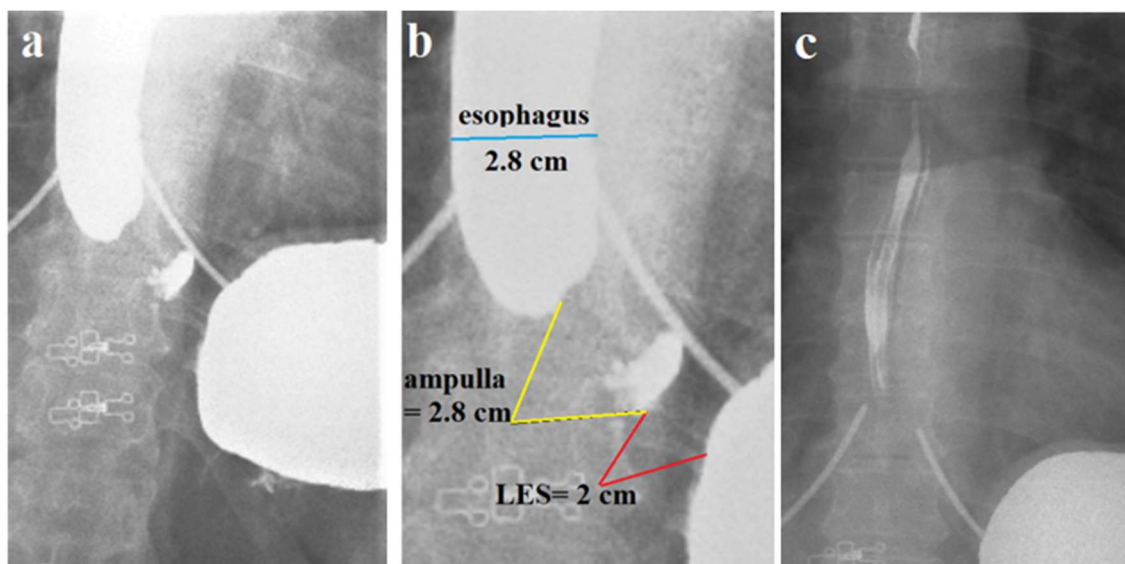 a
b
c
esophagus
2.8 cm
ampulla
= 2.8 cm
LES= 2 cm